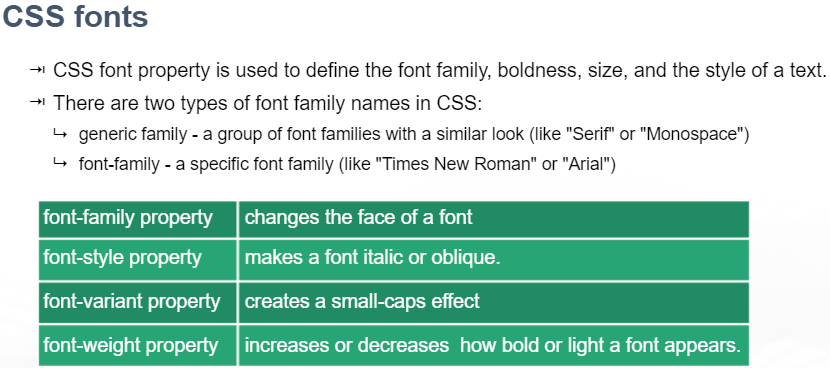 CSS fonts
CSS font property is used to define the font family, boldness, size, and the style of a text.
There are two types of font family names in CSS:
generic family - a group of font families with a similar look (like "Serif" or "Monospace")
font-family - a specific font family (like "Times New Roman" or "Arial")
font-family property changes the face of a font
font-style property makes a font italic or oblique.
font-variant property creates a small-caps effect
font-weight property increases or decreases  how bold or light a font appears.